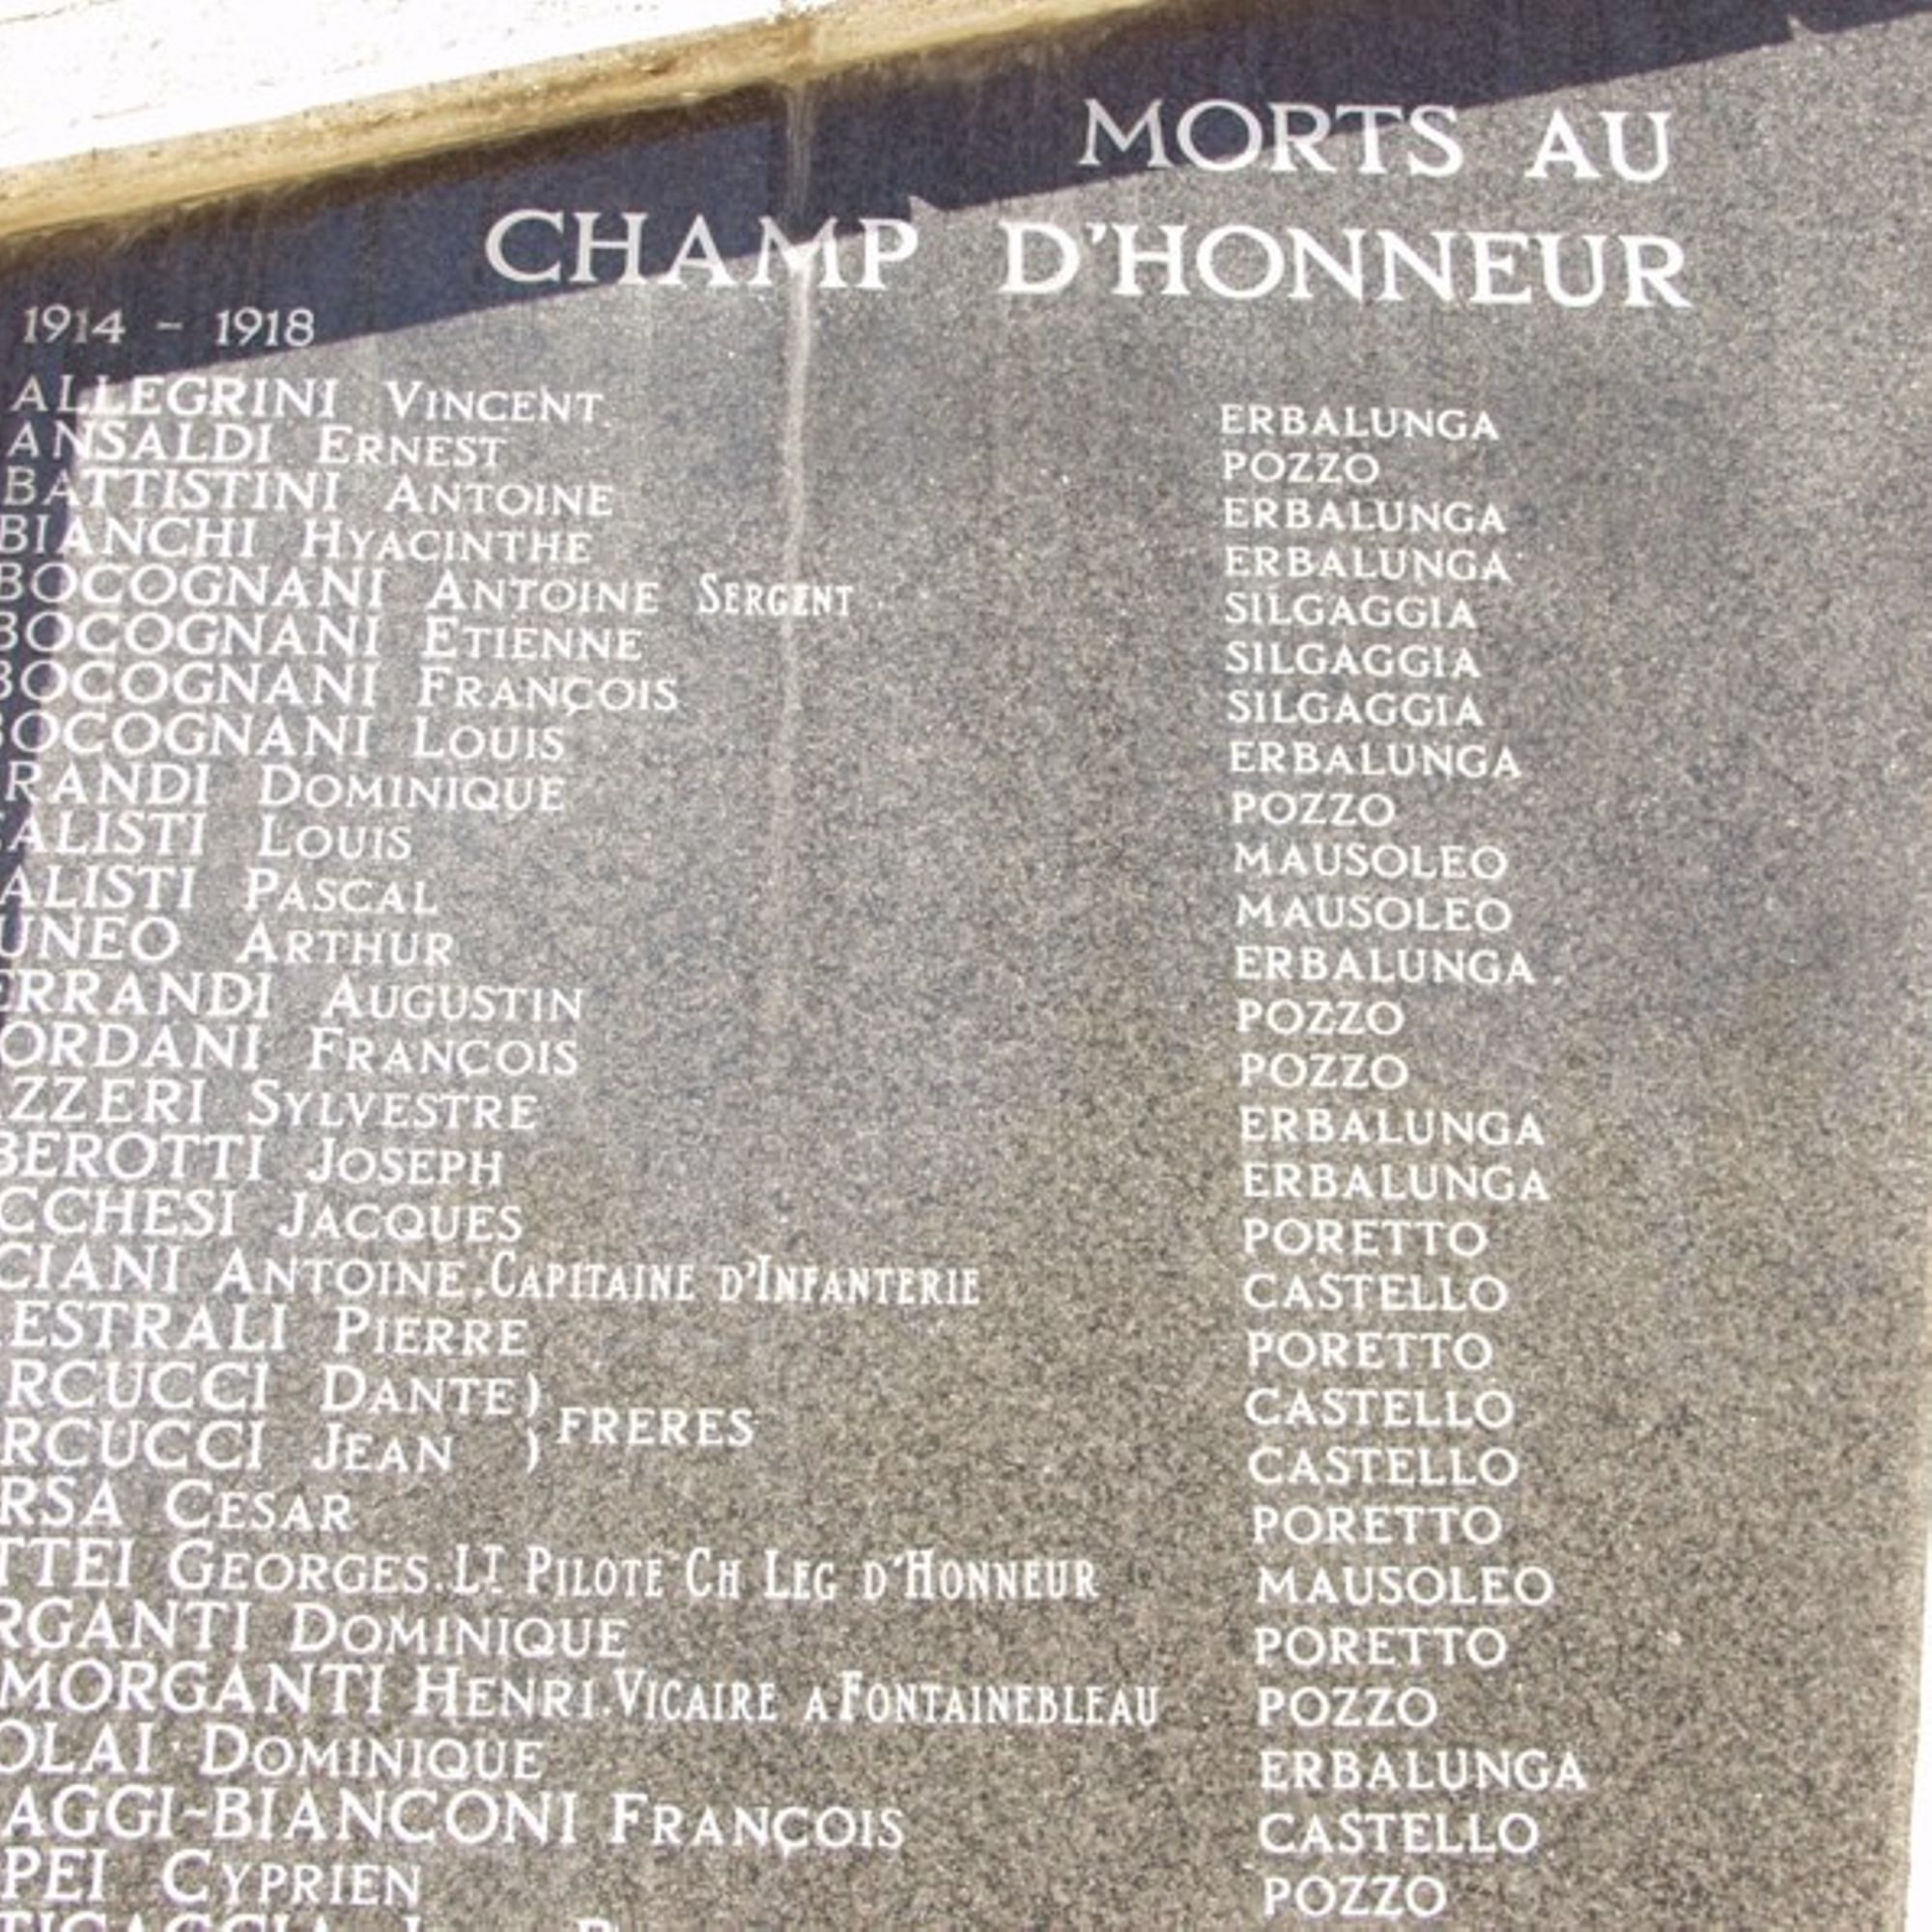 MORTS AU
CHAMP D'HONNEUR
1914 - 1918
ALLEGRINI VINCENT ERBALUNGA
ANSALDI ERNEST POZZO
BATTISTINI ANTOINE ERBALUNGA
BIANCHI HYACINTHE ERBALUNGA
BOCOGNANI ANTOINE SERGENT SILGAGGIA
BOCOGNANI ETIENNE SILGAGGIA
BOCOGNANI FRANÇOIS SILGAGGIA
BOCOGNANI LOUIS ERBALUNGA
RANDI DOMINIQUE POZZO
ALISTI LOUIS MAUSOLEO
ALISTI PASCAL MAUSOLEO
UNEO ARTHUR ERBALUNGA
ERRANDI AUGUSTIN POZZO
ORDANI FRANÇOIS POZZO
ZZERI SYLVESTRE ERBALUNGA
BEROTTI JOSEPH ERBALUNGA
CCHESI JACQUES PORETTO
CIANI ANTOINE.CAPITAINE D'INFANTERIE CASTELLO
ESTRALI PIERRE PORETTO
RCUCCI DANTE) FRERES CASTELLO
RCUCCI JEAN ) CASTELLO
RSA CESAR PORETTO
TTEI GEORGES.LT PILOTE CH LEG D'HONNEUR MAUSOLEO
RGANTI DOMINIQUE PORETTO
MORGANTI HENRI.VICAIRE A FONTAINEBLEAU POZZO
OLAI DOMINIQUE ERBALUNGA
AGGI-BIANCONI FRANÇOIS CASTELLO
PEI CYPRIEN POZZO